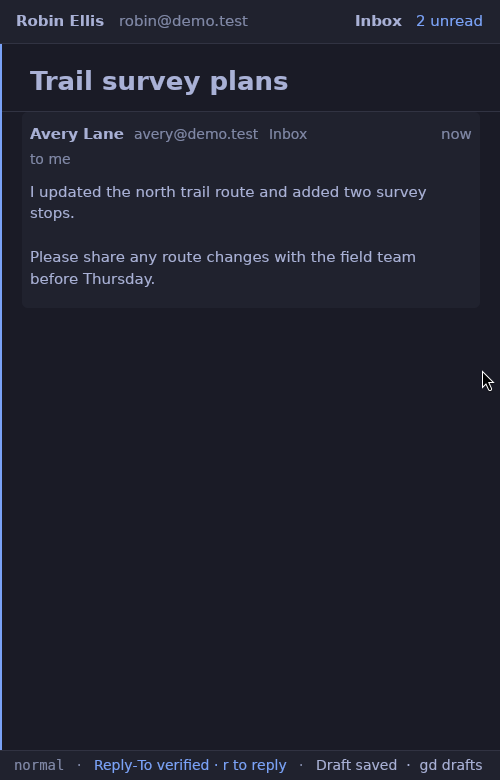 Robin Ellis robin@demo.test Inbox 2 unread
Trail survey plans
Avery Lane avery@demo.test Inbox now
to me
I updated the north trail route and added two survey
stops.
Please share any route changes with the field team
before Thursday.
normal · Reply-To verified · r to reply · Draft saved · gd drafts